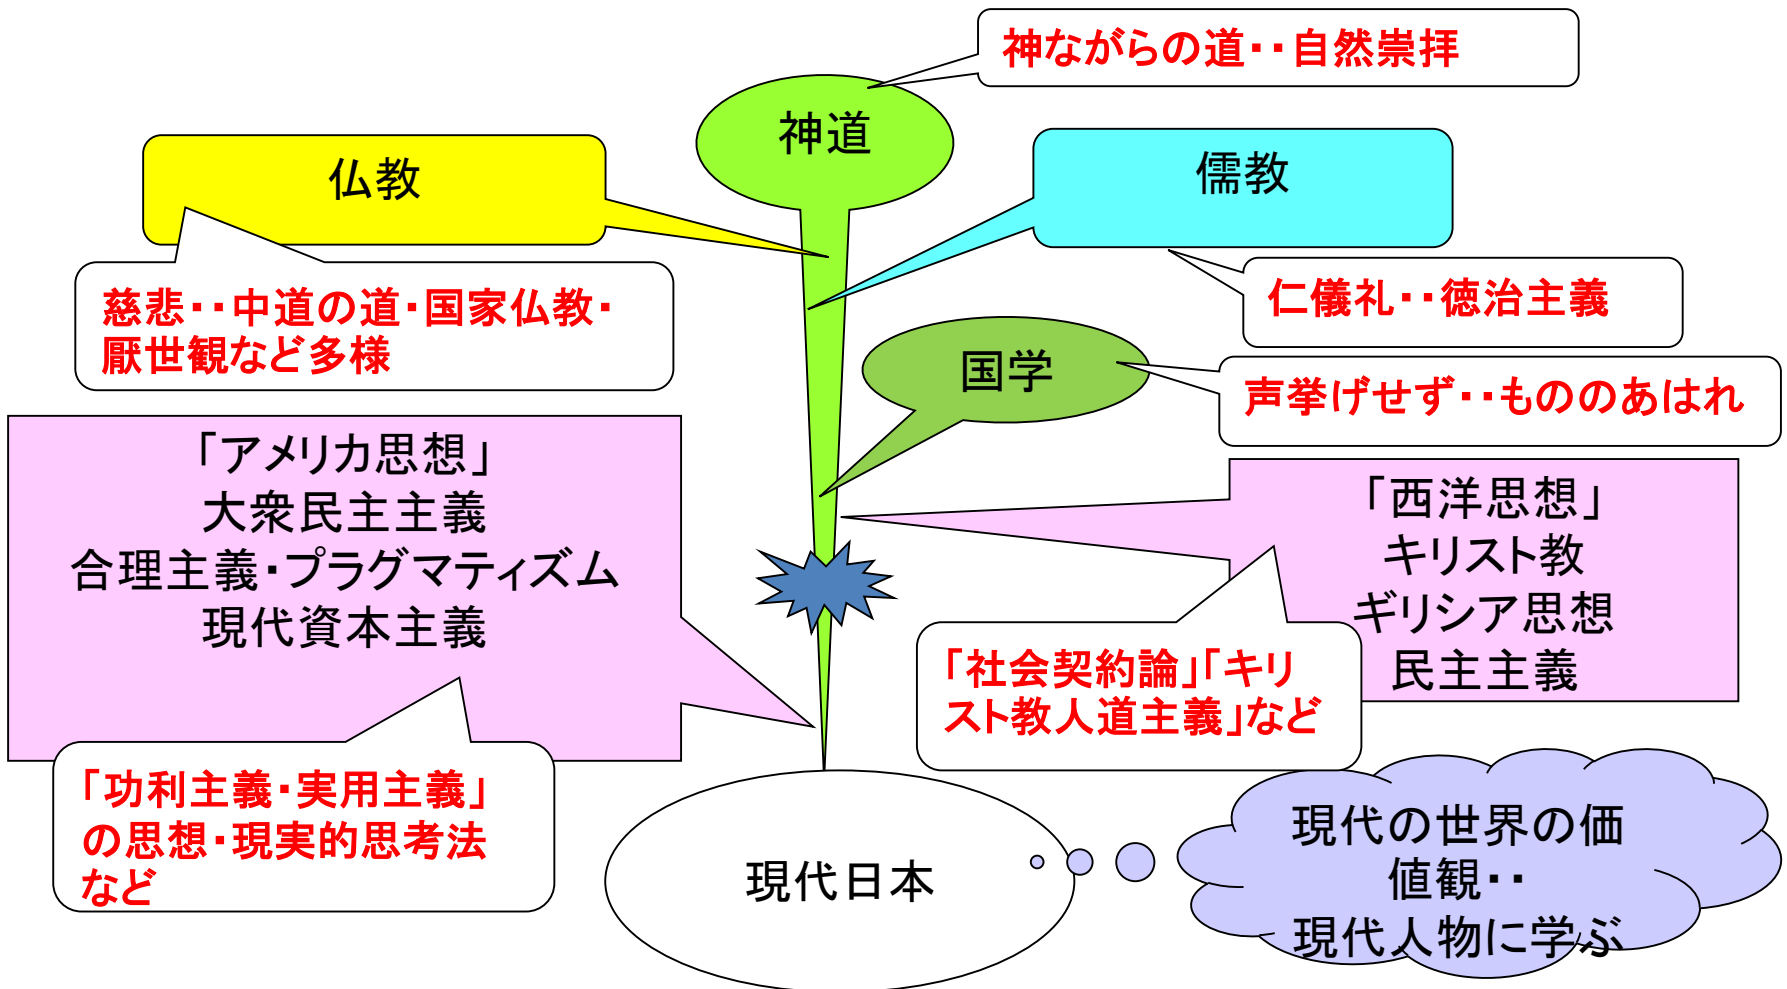 神ながらの道・・自然崇拝
神道
仏教
儒教
慈悲・・中道の道・国家仏教・
厭世観など多様
仁儀礼・・徳治主義
国学
声挙げせず・・もののあはれ
「アメリカ思想」
大衆民主主義
合理主義・プラグマティズム
現代資本主義
「西洋思想」
キリスト教
ギリシア思想
民主主義
「社会契約論」「キリ
スト教人道主義」など
「功利主義・実用主義」
の思想・現実的思考法
など
現代日本
現代の世界の価
値観・・
現代人物に学ぶ